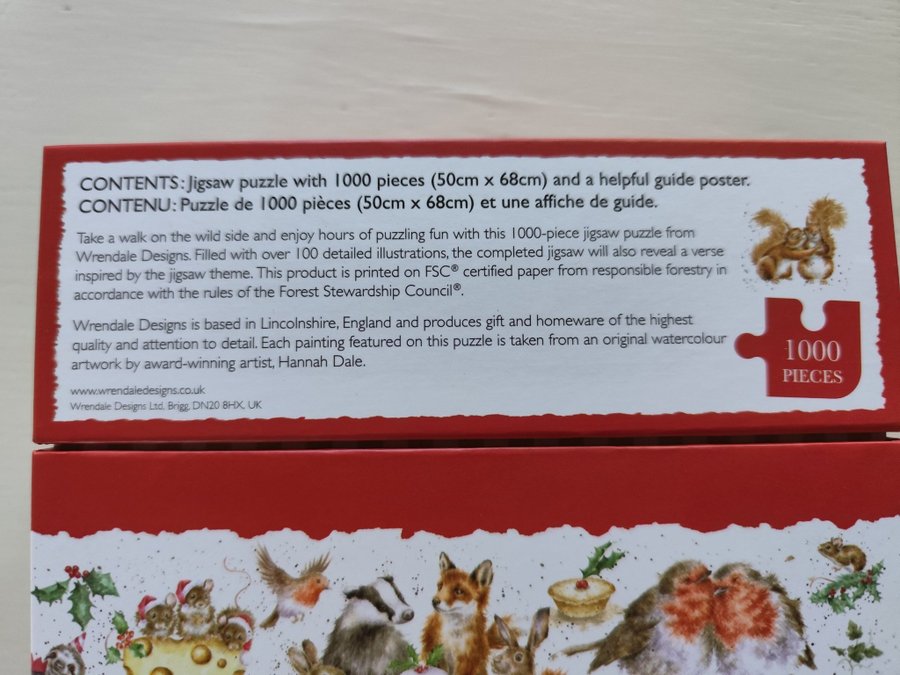 CONTENTS: Jigsaw puzzle with 1000 pieces (50cm x 68cm) and a helpful guide poster.
CONTENU: Puzzle de 1000 pièces (50cm x 68cm) et une affiche de guide.
Take a walk on the wild side and enjoy hours of puzzling fun with this 1000-piece jigsaw puzzle from
Wrendale Designs. Filled with over 100 detailed illustrations, the completed jigsaw will also reveal a verse
inspired by the jigsaw theme. This product is printed on FSC® certified paper from responsible forestry in
accordance with the rules of the Forest Stewardship Council®.
Wrendale Designs is based in Lincolnshire, England and produces gift and homeware of the highest
quality and attention to detail. Each painting featured on this puzzle is taken from an original watercolour
artwork by award-winning artist, Hannah Dale.
www.wrendaledesigns.co.uk
Wrendale Designs Ltd, Brigg, DN20 8HX, UK
1000
PIECES